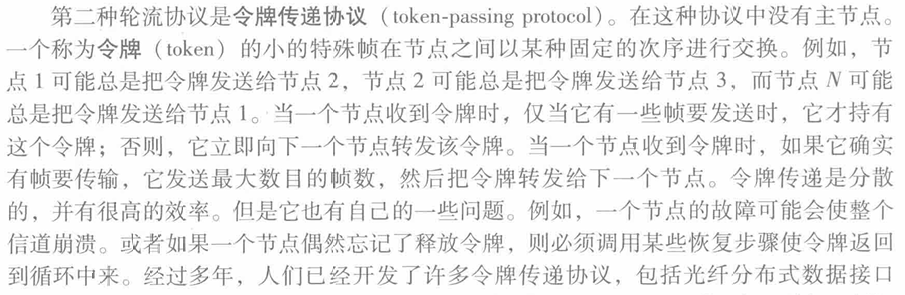 第二种轮流协议是令牌传递协议（token-passing protocol）。在这种协议中没有主节点。
一个称为令牌（token）的小的特殊帧在节点之间以某种固定的次序进行交换。例如，节
点1可能总是把令牌发送给节点2，节点2可能总是把令牌发送给节点3，而节点N可能
总是把令牌发送给节点1。当一个节点收到令牌时，仅当它有一些帧要发送时，它才持有
这个令牌；否则，它立即向下一个节点转发该令牌。当一个节点收到令牌时，如果它确实
有帧要传输，它发送最大数目的帧数，然后把令牌转发给下一个节点。令牌传递是分散
的，并有很高的效率。但是它也有自己的一些问题。例如，一个节点的故障可能会使整个
信道崩溃。或者如果一个节点偶然忘记了释放令牌，则必须调用某些恢复步骤使令牌返回
到循环中来。经过多年，人们已经开发了许多令牌传递协议，包括光纤分布式数据接口